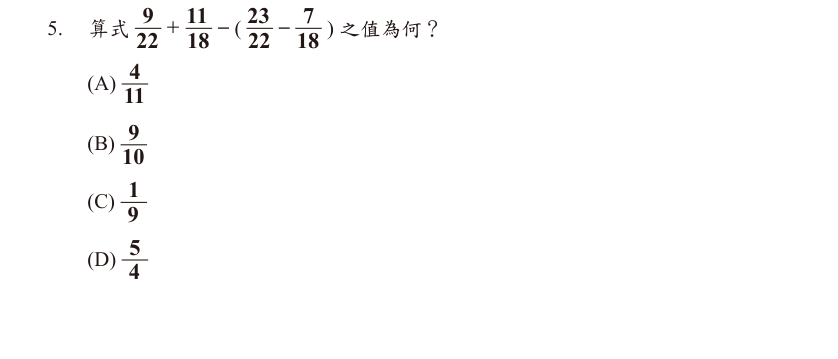 5. 算式 9/22 + 11/18 - ( 23/22 - 7/18 ) 之值為何？
(A) 4/11
(B) 9/10
(C) 1/9
(D) 5/4